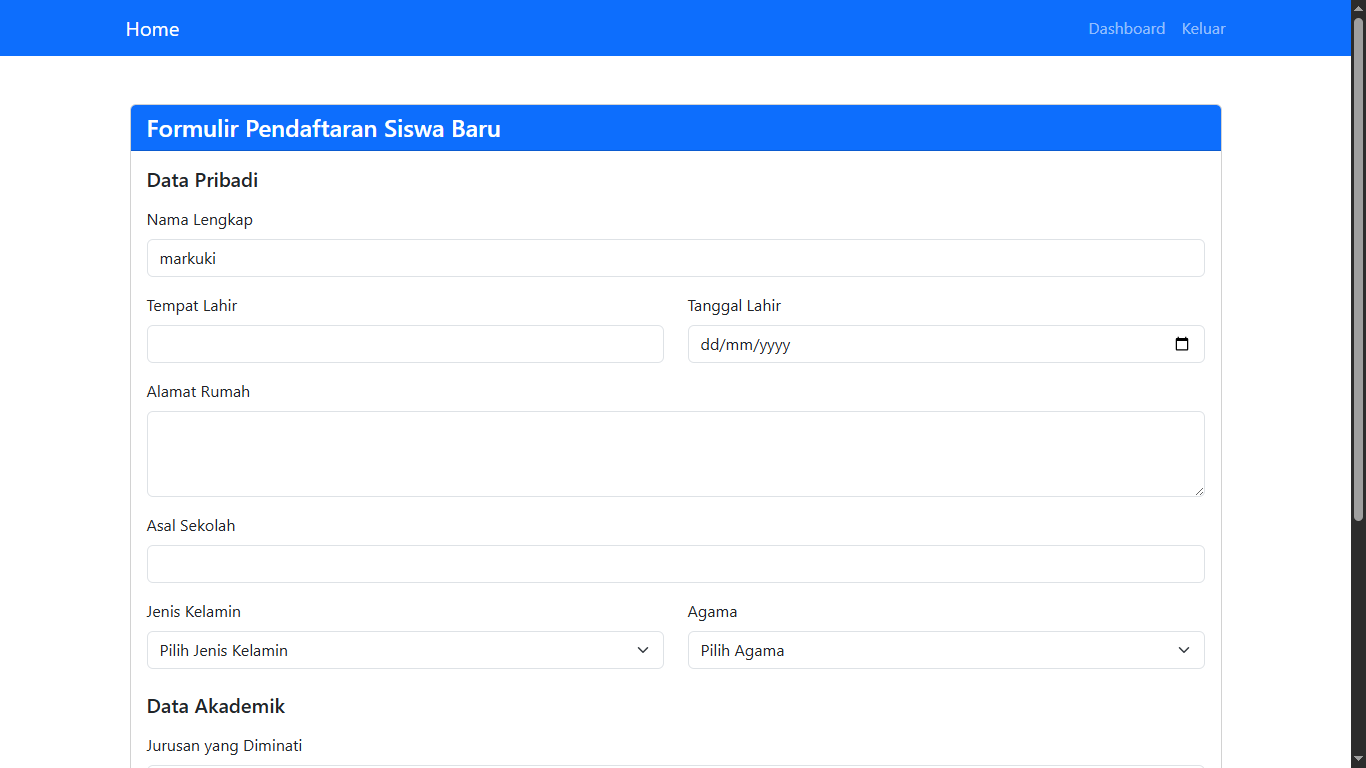 Home Dashboard Keluar
Formulir Pendaftaran Siswa Baru
Data Pribadi
Nama Lengkap
markuki
Tempat Lahir Tanggal Lahir
dd/mm/yyyy
Alamat Rumah
Asal Sekolah
Jenis Kelamin Agama
Pilih Jenis Kelamin Pilih Agama
Data Akademik
Jurusan yang Diminati